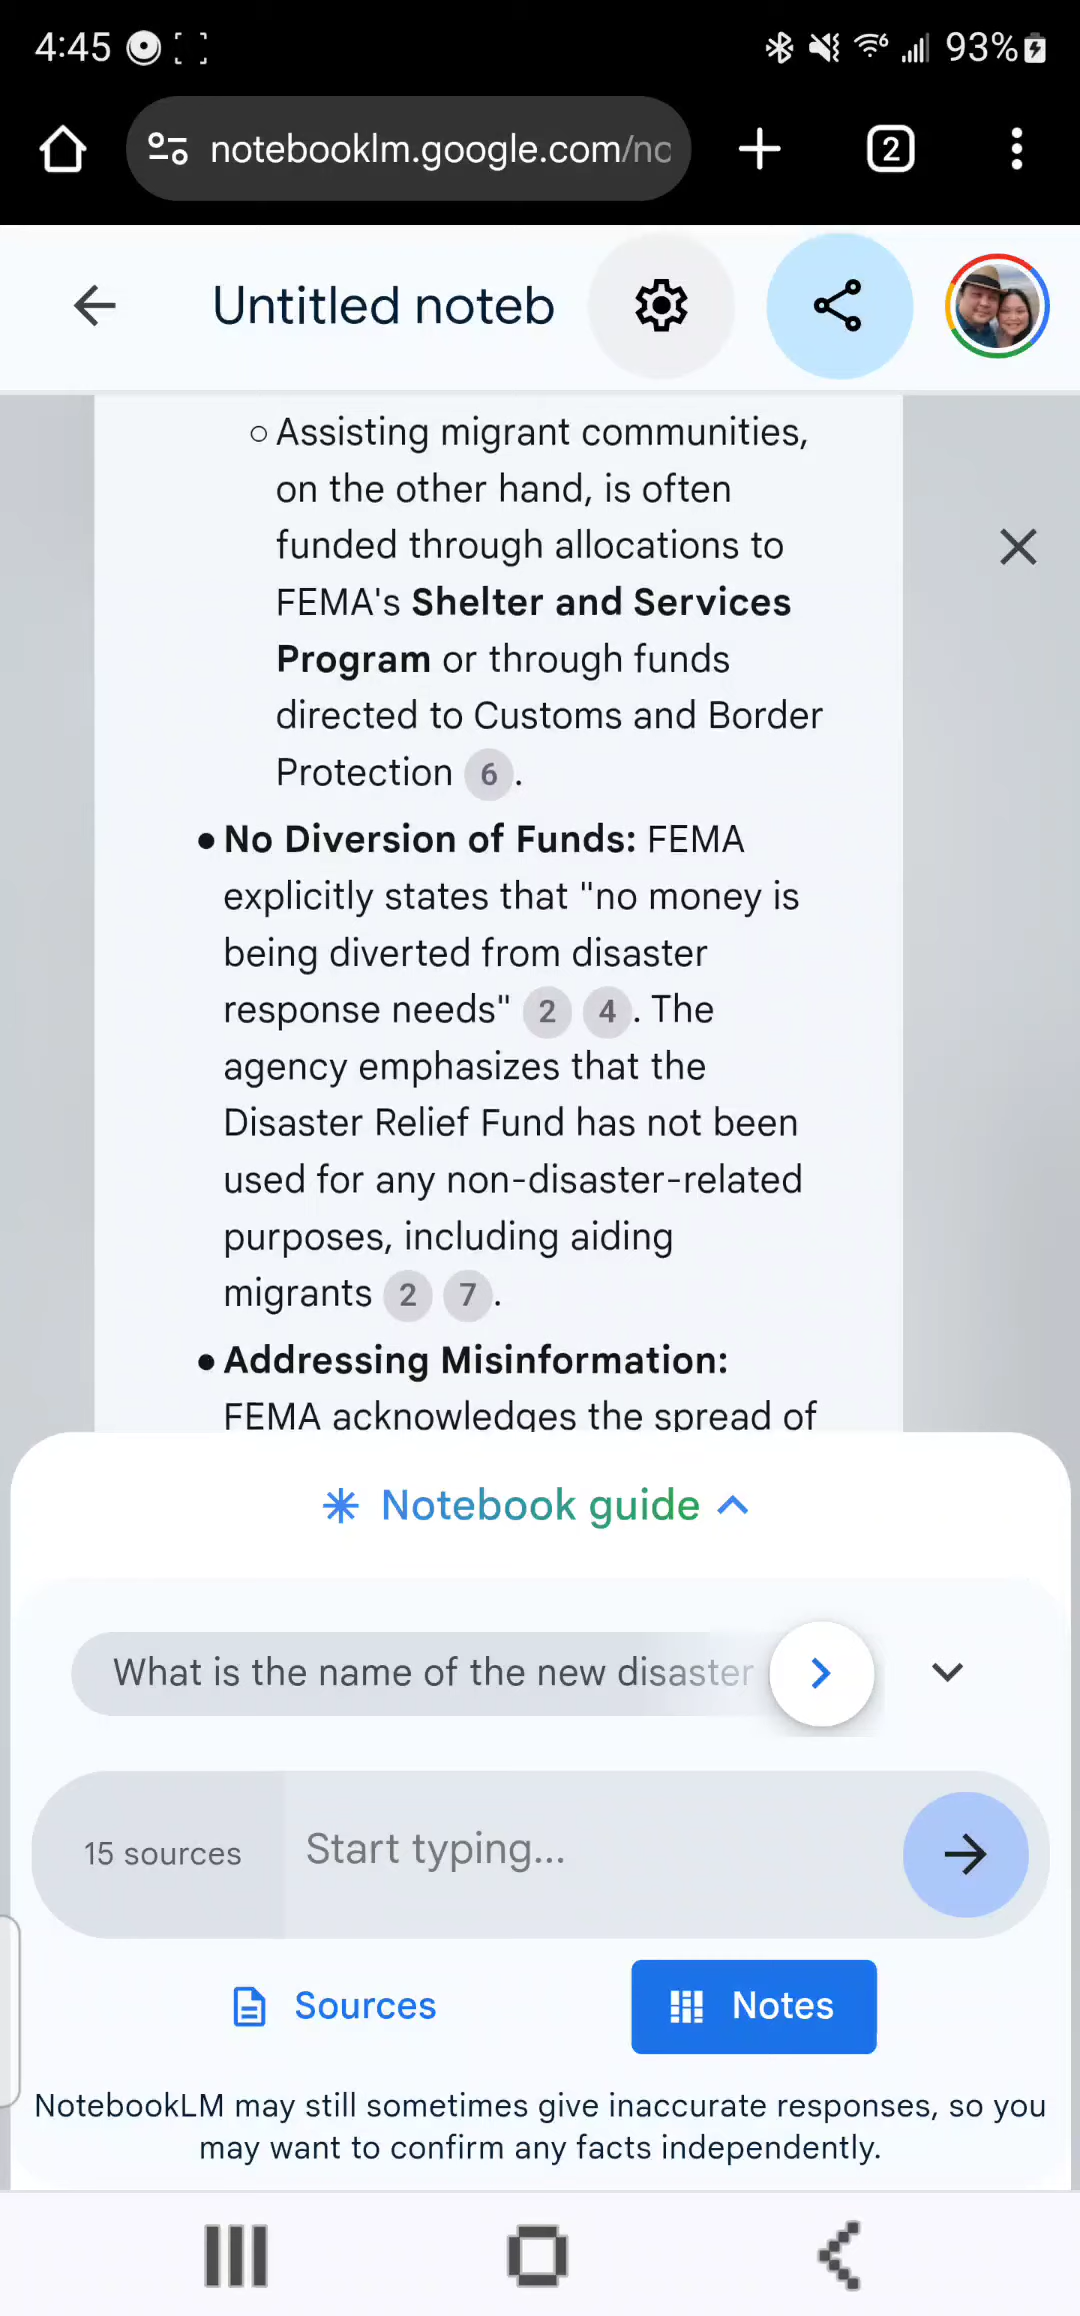 4:45
93%
notebooklm.google.com/nc
2
Untitled noteb
Assisting migrant communities,
on the other hand, is often
funded through allocations to
FEMA's Shelter and Services
Program or through funds
directed to Customs and Border
Protection 6.
No Diversion of Funds: FEMA
explicitly states that "no money is
being diverted from disaster
response needs" 2 4. The
agency emphasizes that the
Disaster Relief Fund has not been
used for any non-disaster-related
purposes, including aiding
migrants 2 7.
Addressing Misinformation:
FEMA acknowledges the spread of
Notebook guide
What is the name of the new disaster
15 sources Start typing...
Sources Notes
NotebookLM may still sometimes give inaccurate responses, so you
may want to confirm any facts independently.